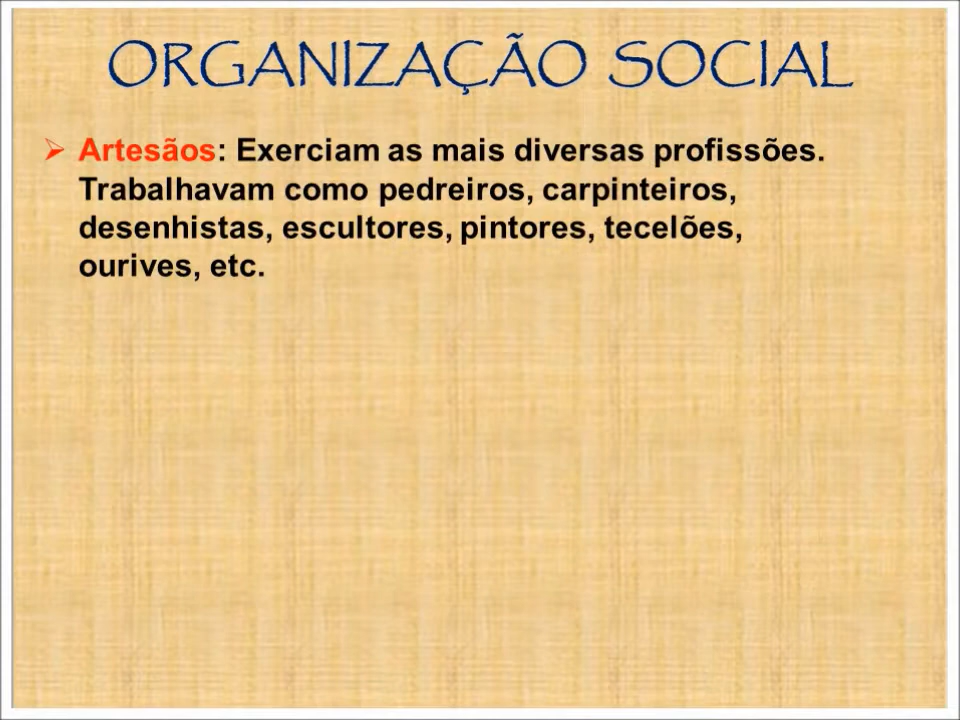 ORGANIZAÇÃO SOCIAL
➢ Artesãos: Exerciam as mais diversas profissões.
Trabalhavam como pedreiros, carpinteiros,
desenhistas, escultores, pintores, tecelões,
ourives, etc.